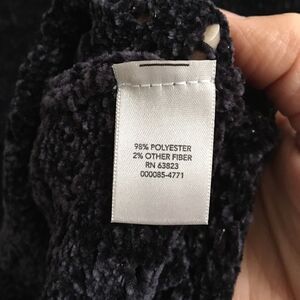 98% POLYESTER
2% OTHER FIBER
RN 63823
000085-4771